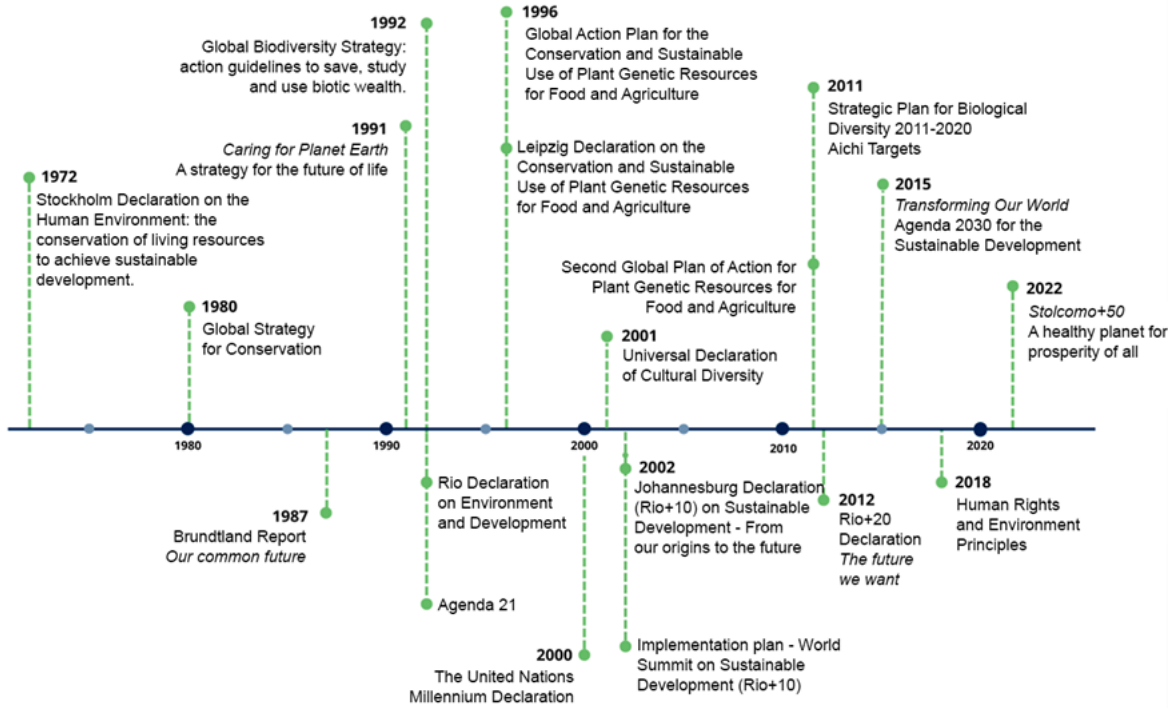 1972
Stockholm Declaration on the
Human Environment: the
conservation of living resources
to achieve sustainable
development.
1980
Global Strategy
for Conservation
1987
Brundtland Report
Our common future
1991
Caring for Planet Earth
A strategy for the future of life
1992
Global Biodiversity Strategy:
action guidelines to save, study
and use biotic wealth.
Rio Declaration
on Environment
and Development
Agenda 21
1996
Global Action Plan for the
Conservation and Sustainable
Use of Plant Genetic Resources
for Food and Agriculture
Leipzig Declaration on the
Conservation and Sustainable
Use of Plant Genetic Resources
for Food and Agriculture
2000
The United Nations
Millennium Declaration
2001
Universal Declaration
of Cultural Diversity
2002
Johannesburg Declaration
(Rio+10) on Sustainable
Development - From
our origins to the future
Implementation plan - World
Summit on Sustainable
Development (Rio+10)
2011
Strategic Plan for Biological
Diversity 2011-2020
Aichi Targets
Second Global Plan of Action for
Plant Genetic Resources for
Food and Agriculture
2012
Rio+20
Declaration
The future
we want
2015
Transforming Our World
Agenda 2030 for the
Sustainable Development
2018
Human Rights
and Environment
Principles
2022
Stolcomo+50
A healthy planet for
prosperity of all
1980
1990
2000
2010
2020